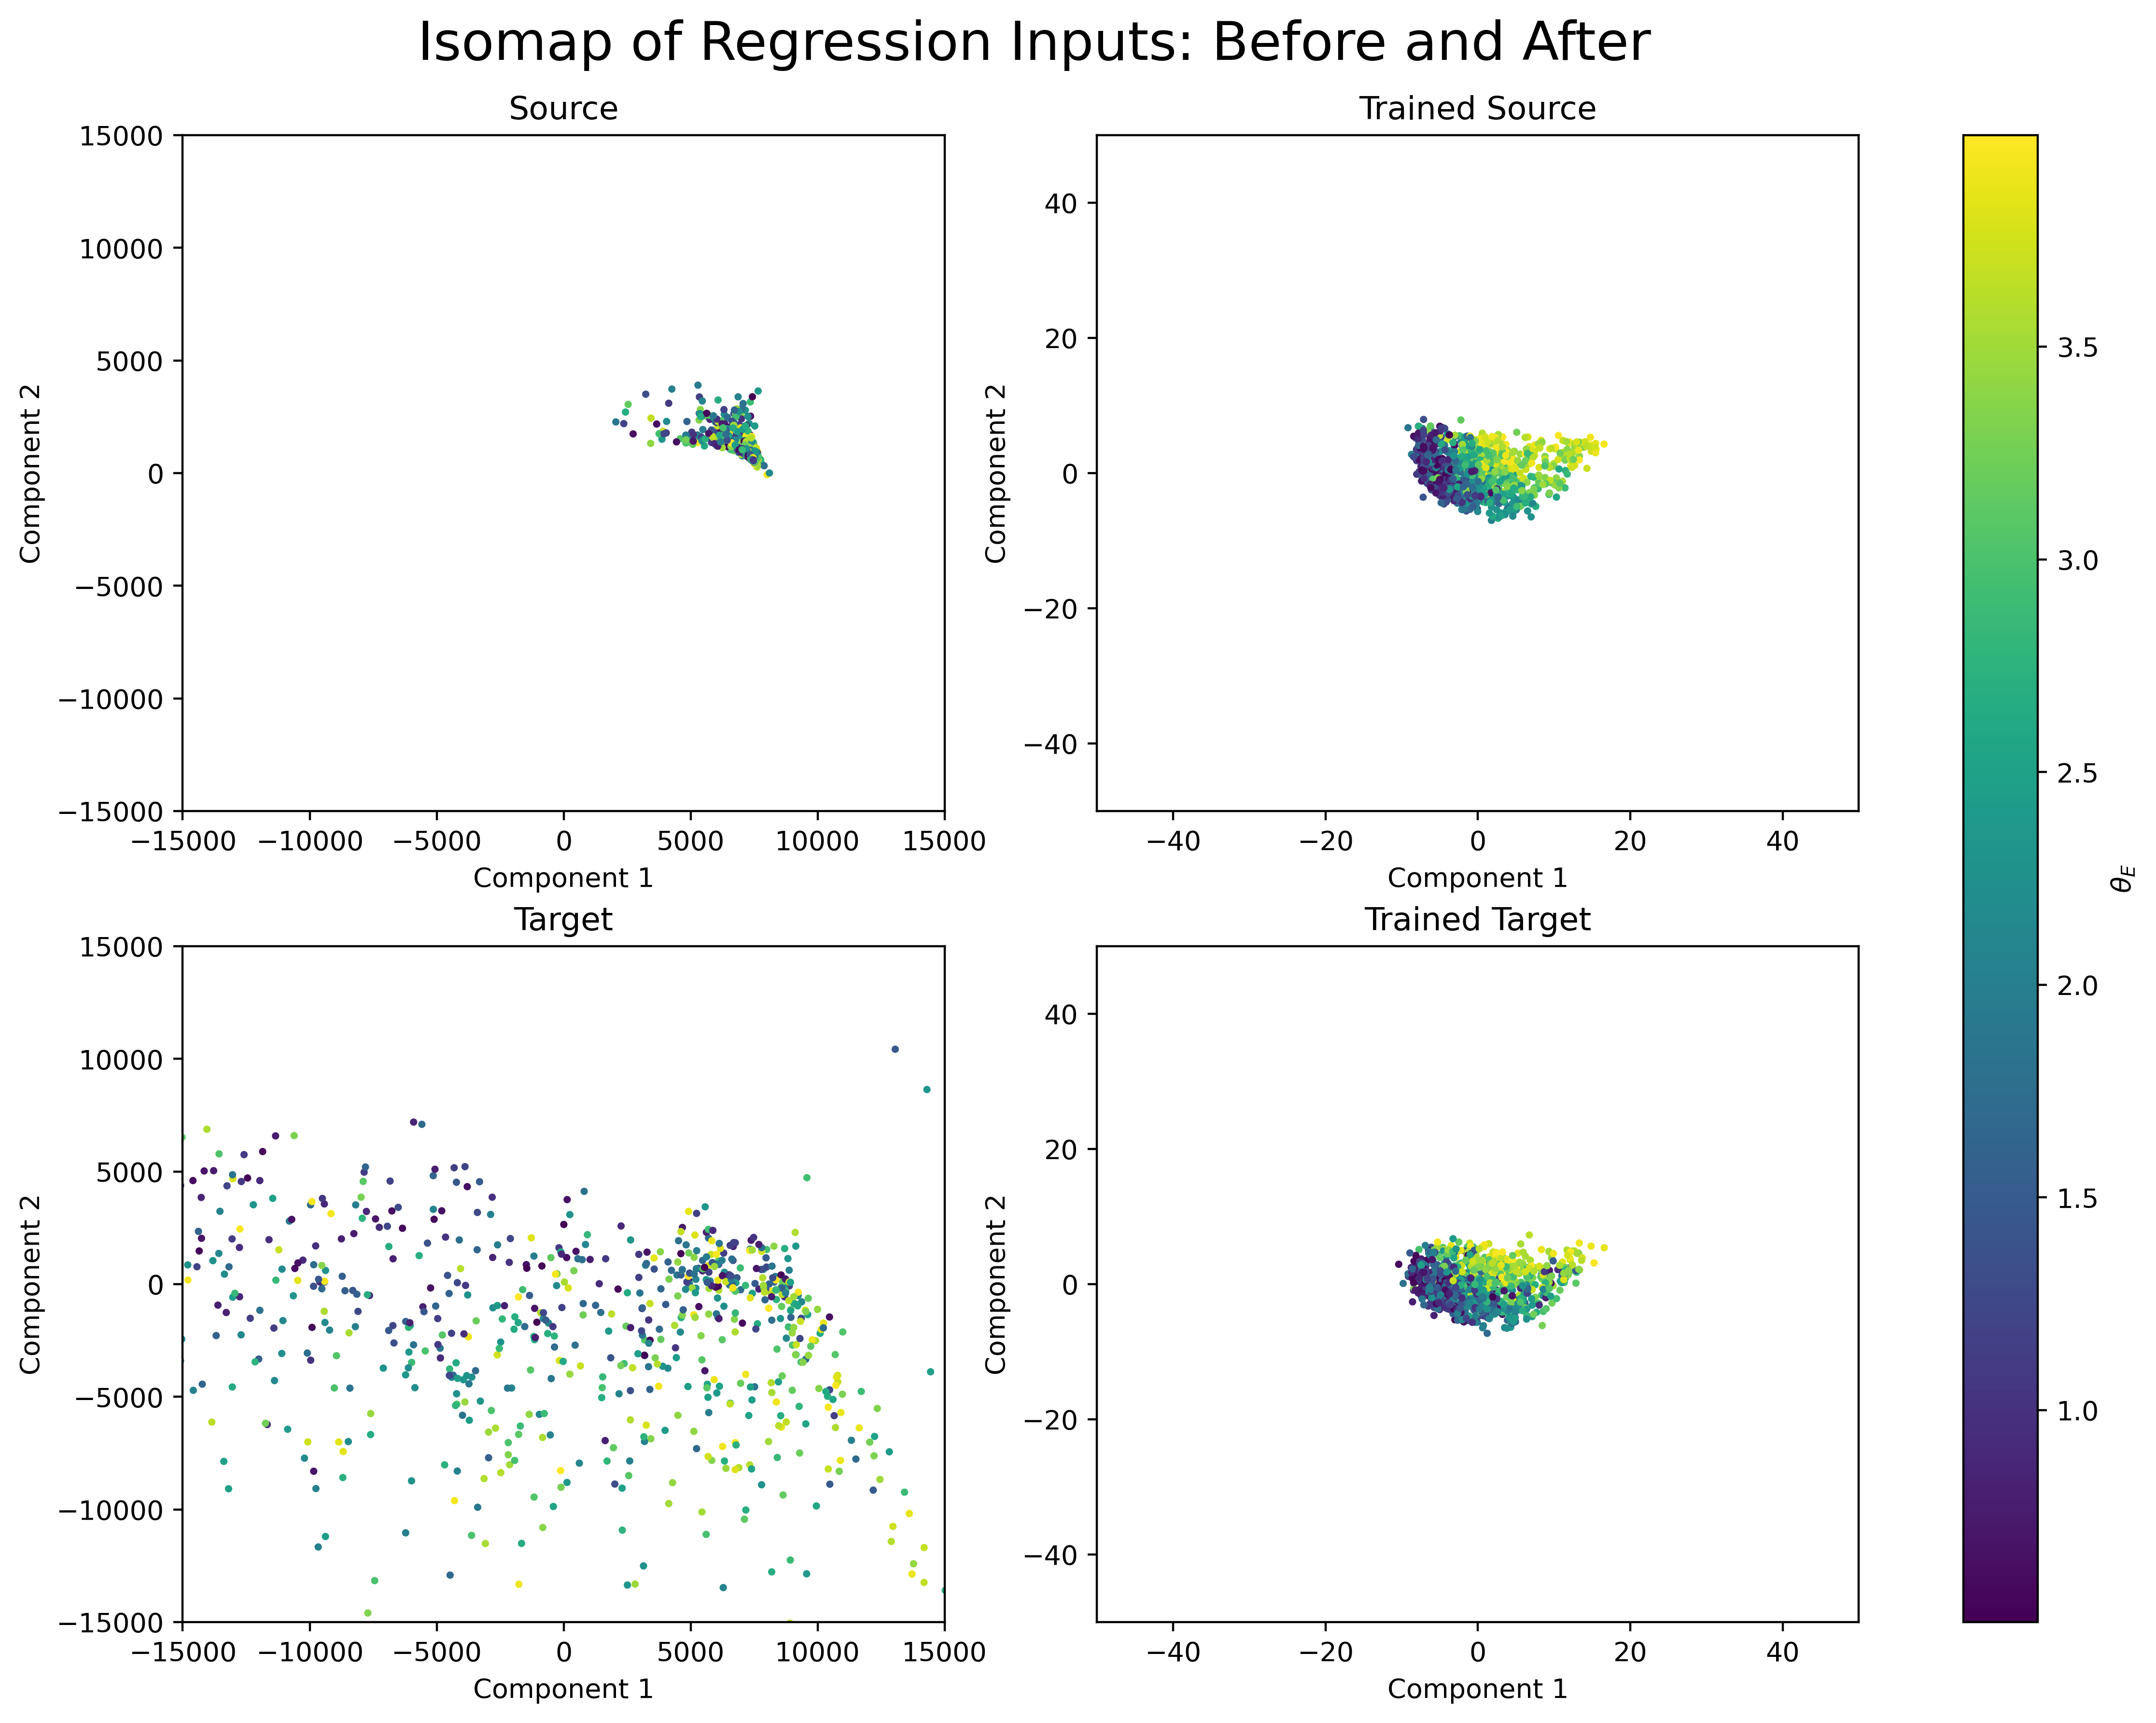 Isomap of Regression Inputs: Before and After
Source
15000
10000
5000
0
−5000
−10000
−15000
Component 2
−15000 −10000 −5000 0 5000 10000 15000
Component 1
Trained Source
40
20
0
−20
−40
Component 2
−40 −20 0 20 40
Component 1
Target
15000
10000
5000
0
−5000
−10000
−15000
Component 2
−15000 −10000 −5000 0 5000 10000 15000
Component 1
Trained Target
40
20
0
−20
−40
Component 2
−40 −20 0 20 40
Component 1
3.5
3.0
2.5
2.0
1.5
1.0
θ_E